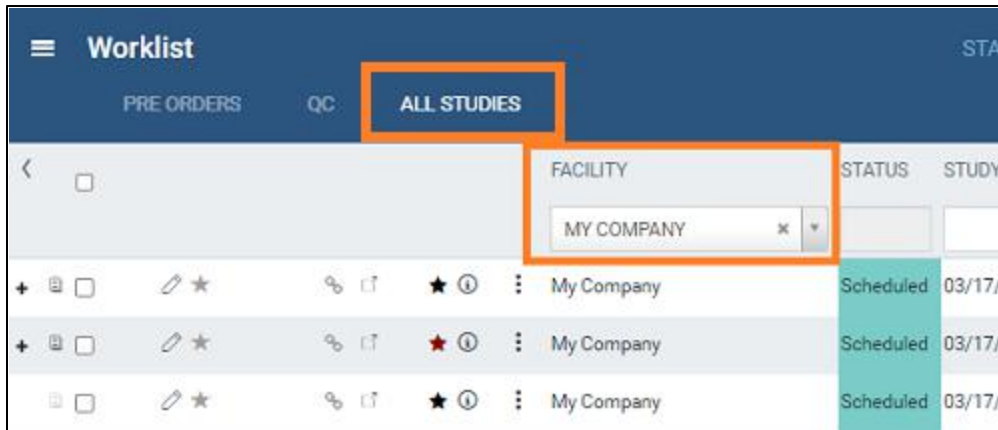 Worklist
STA
PRE ORDERS QC ALL STUDIES
FACILITY STATUS STUDY
MY COMPANY
My Company Scheduled 03/17/
My Company Scheduled 03/17/
My Company Scheduled 03/17/